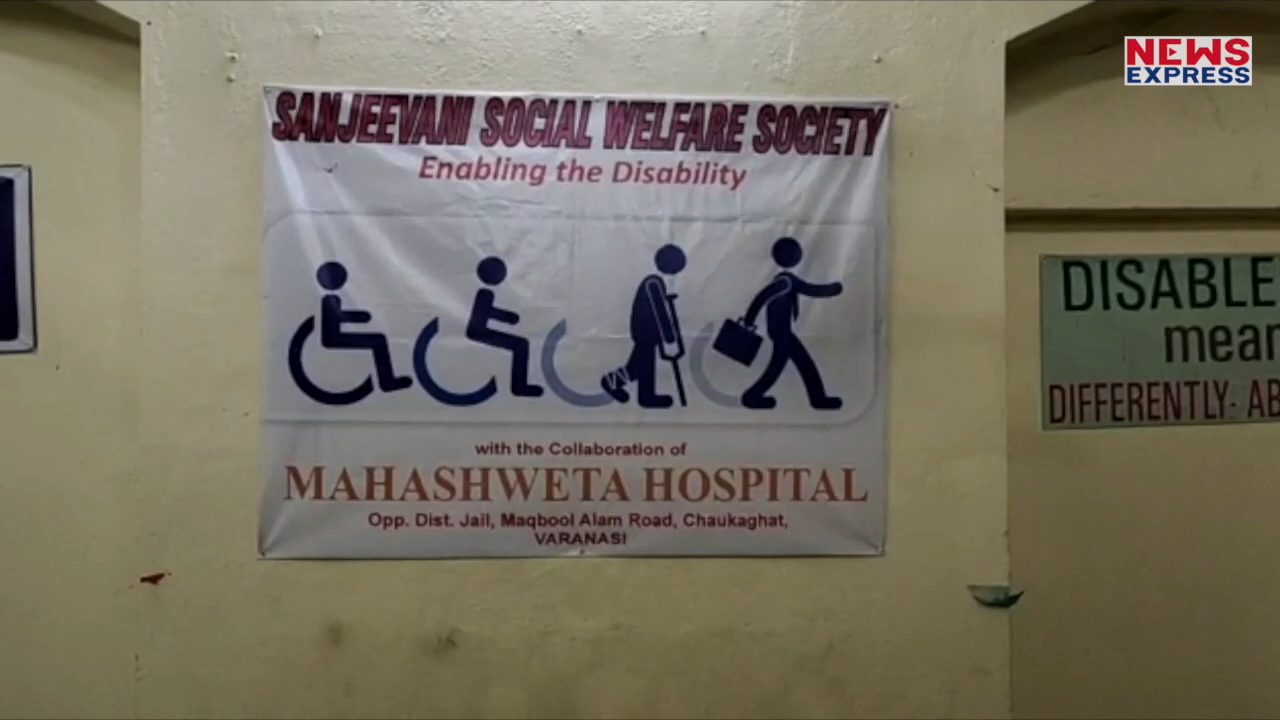 NEWS
EXPRESS
SANJEEVANI SOCIAL WELFARE SOCIETY
Enabling the Disability
with the Collaboration of
MAHASHWETA HOSPITAL
Opp. Dist. Jail, Maqbool Alam Road, Chaukaghat,
VARANASI
DISABLE
mean
DIFFERENTLY- AB